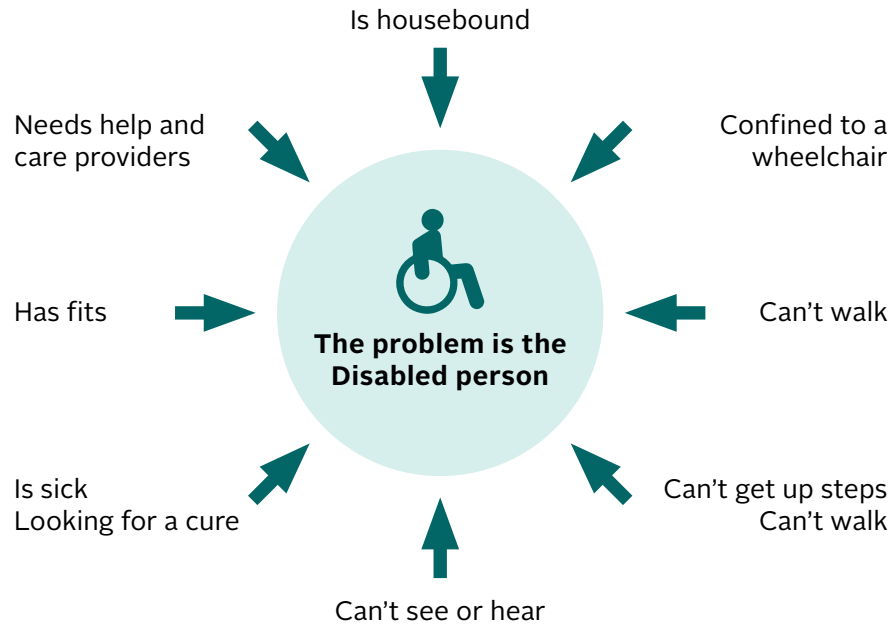 Is housebound
Needs help and
care providers
Confined to a
wheelchair
Has fits
The problem is the
Disabled person
Can't walk
Is sick
Looking for a cure
Can't get up steps
Can't walk
Can't see or hear